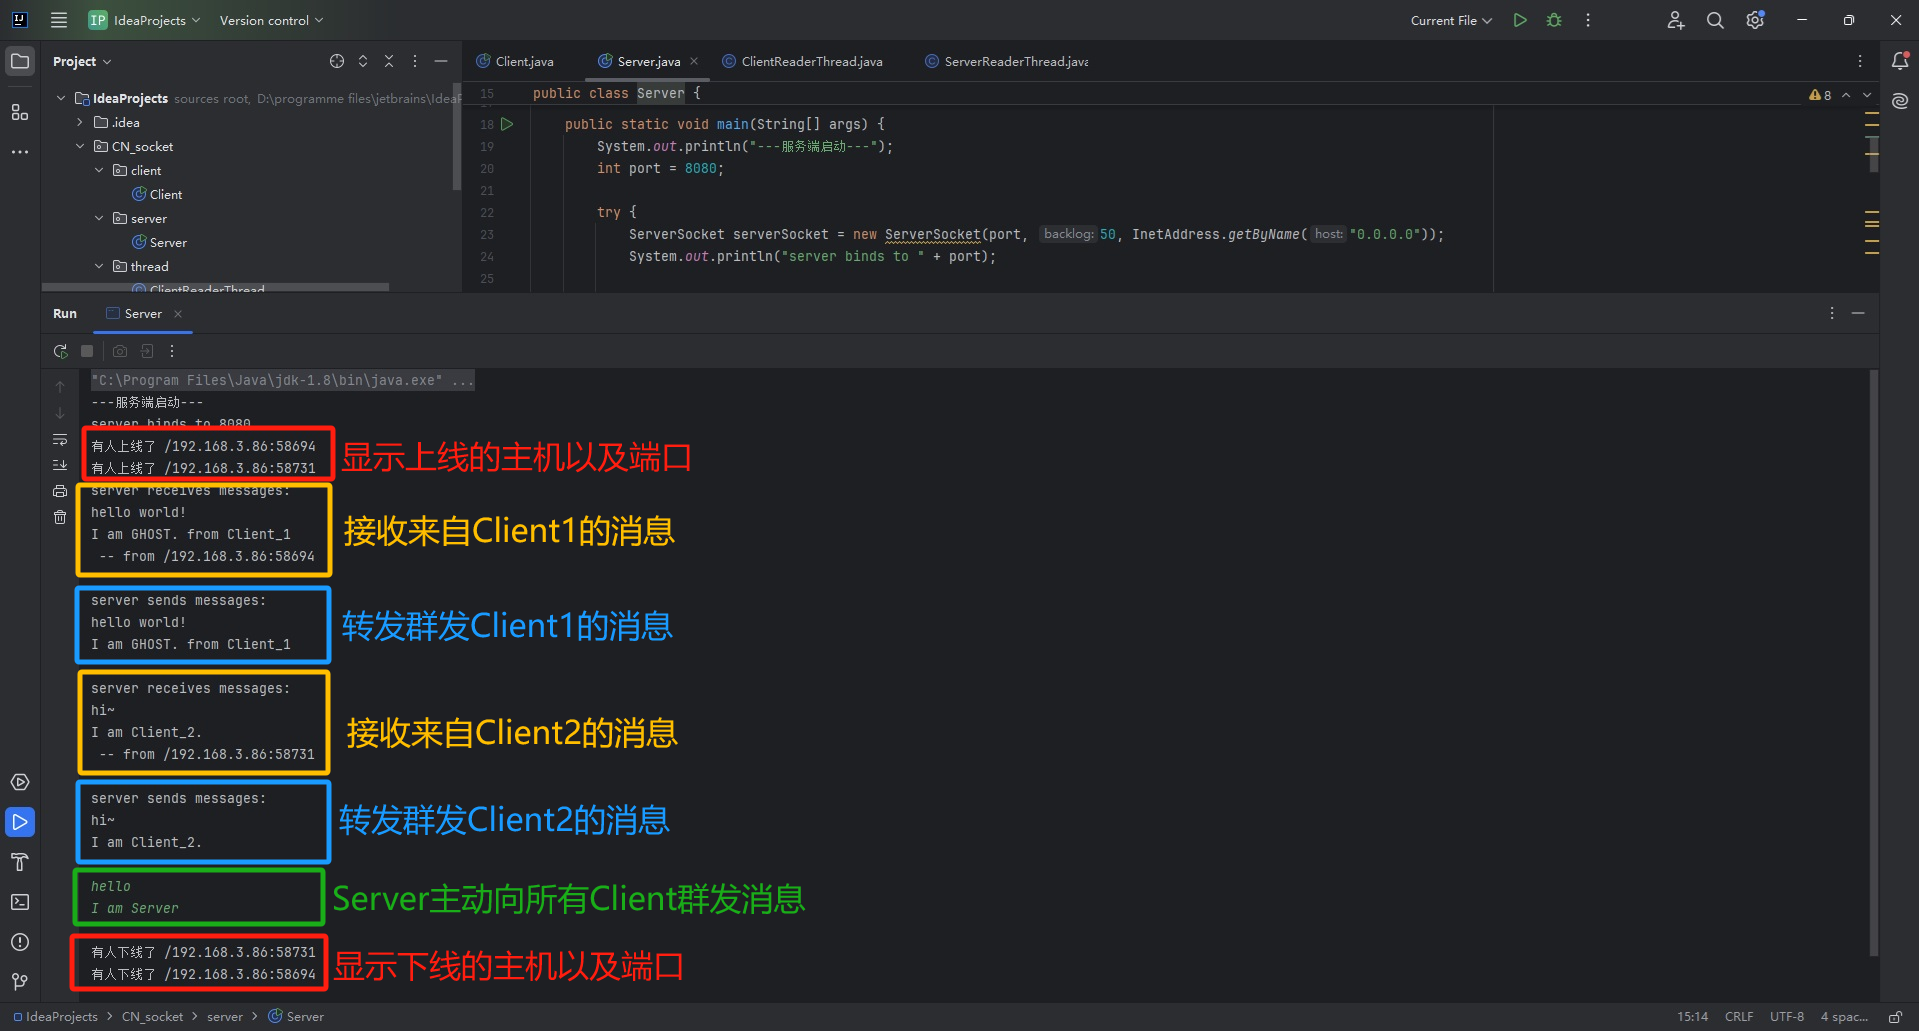 IP IdeaProjects Version control Current File
Project
IdeaProjects sources root, D:\programme files\jetbrains\Idea
.idea
CN_socket
client
Client
server
Server
thread
ClientReaderThread
Client.java Server.java ClientReaderThread.java ServerReaderThread.java
15 public class Server {
8
18 public static void main(String[] args) {
19 System.out.println("---服务端启动---");
20 int port = 8080;
21
22 try {
23 ServerSocket serverSocket = new ServerSocket(port, backlog: 50, InetAddress.getByName( host: "0.0.0.0"));
24 System.out.println("server binds to " + port);
25
Run Server
"C:\Program Files\Java\jdk-1.8\bin\java.exe" ...
---服务端启动---
server binds to 8080
有人上线了 /192.168.3.86:58694
有人上线了 /192.168.3.86:58731
显示上线的主机以及端口
server receives messages:
hello world!
I am GHOST. from Client_1
-- from /192.168.3.86:58694
接收来自Client1的消息
server sends messages:
hello world!
I am GHOST. from Client_1
转发群发Client1的消息
server receives messages:
hi~
I am Client_2.
-- from /192.168.3.86:58731
接收来自Client2的消息
server sends messages:
hi~
I am Client_2.
转发群发Client2的消息
hello
I am Server
Server主动向所有Client群发消息
有人下线了 /192.168.3.86:58731
有人下线了 /192.168.3.86:58694
显示下线的主机以及端口
IdeaProjects > CN_socket > server > Server
15:14 CRLF UTF-8 4 spac...